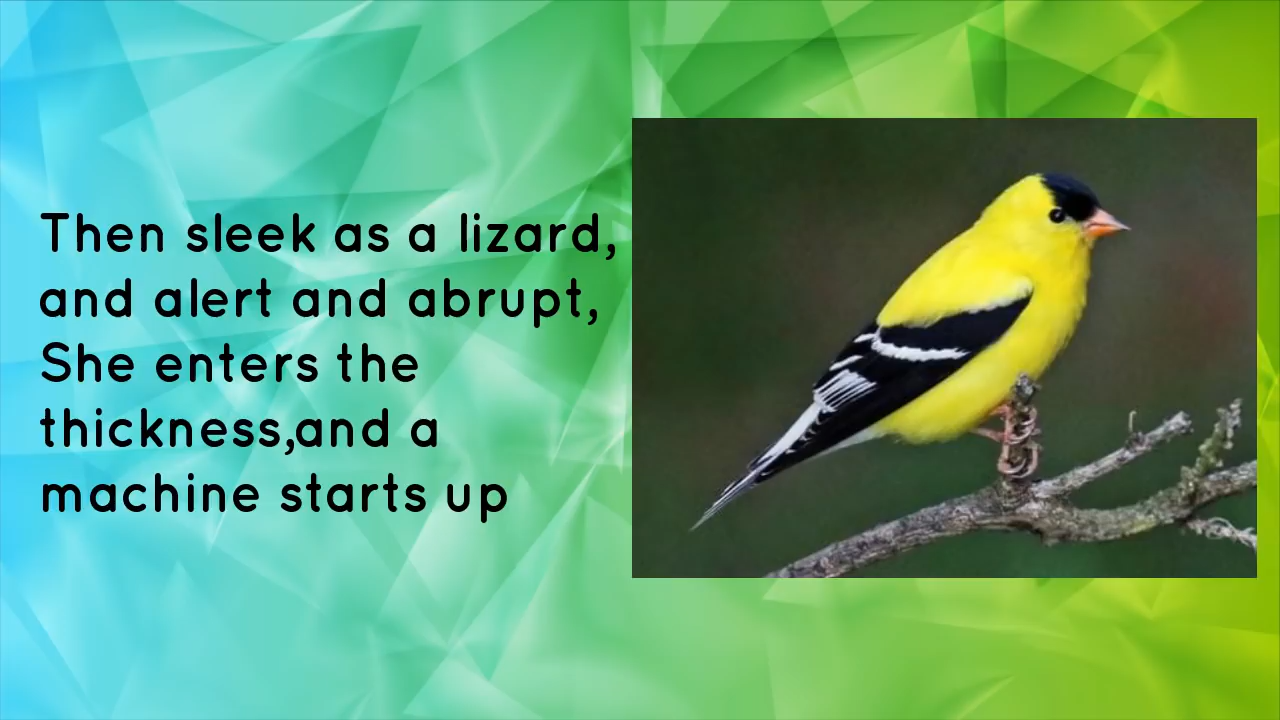 Then sleek as a lizard,
and alert and abrupt,
She enters the
thickness,and a
machine starts up